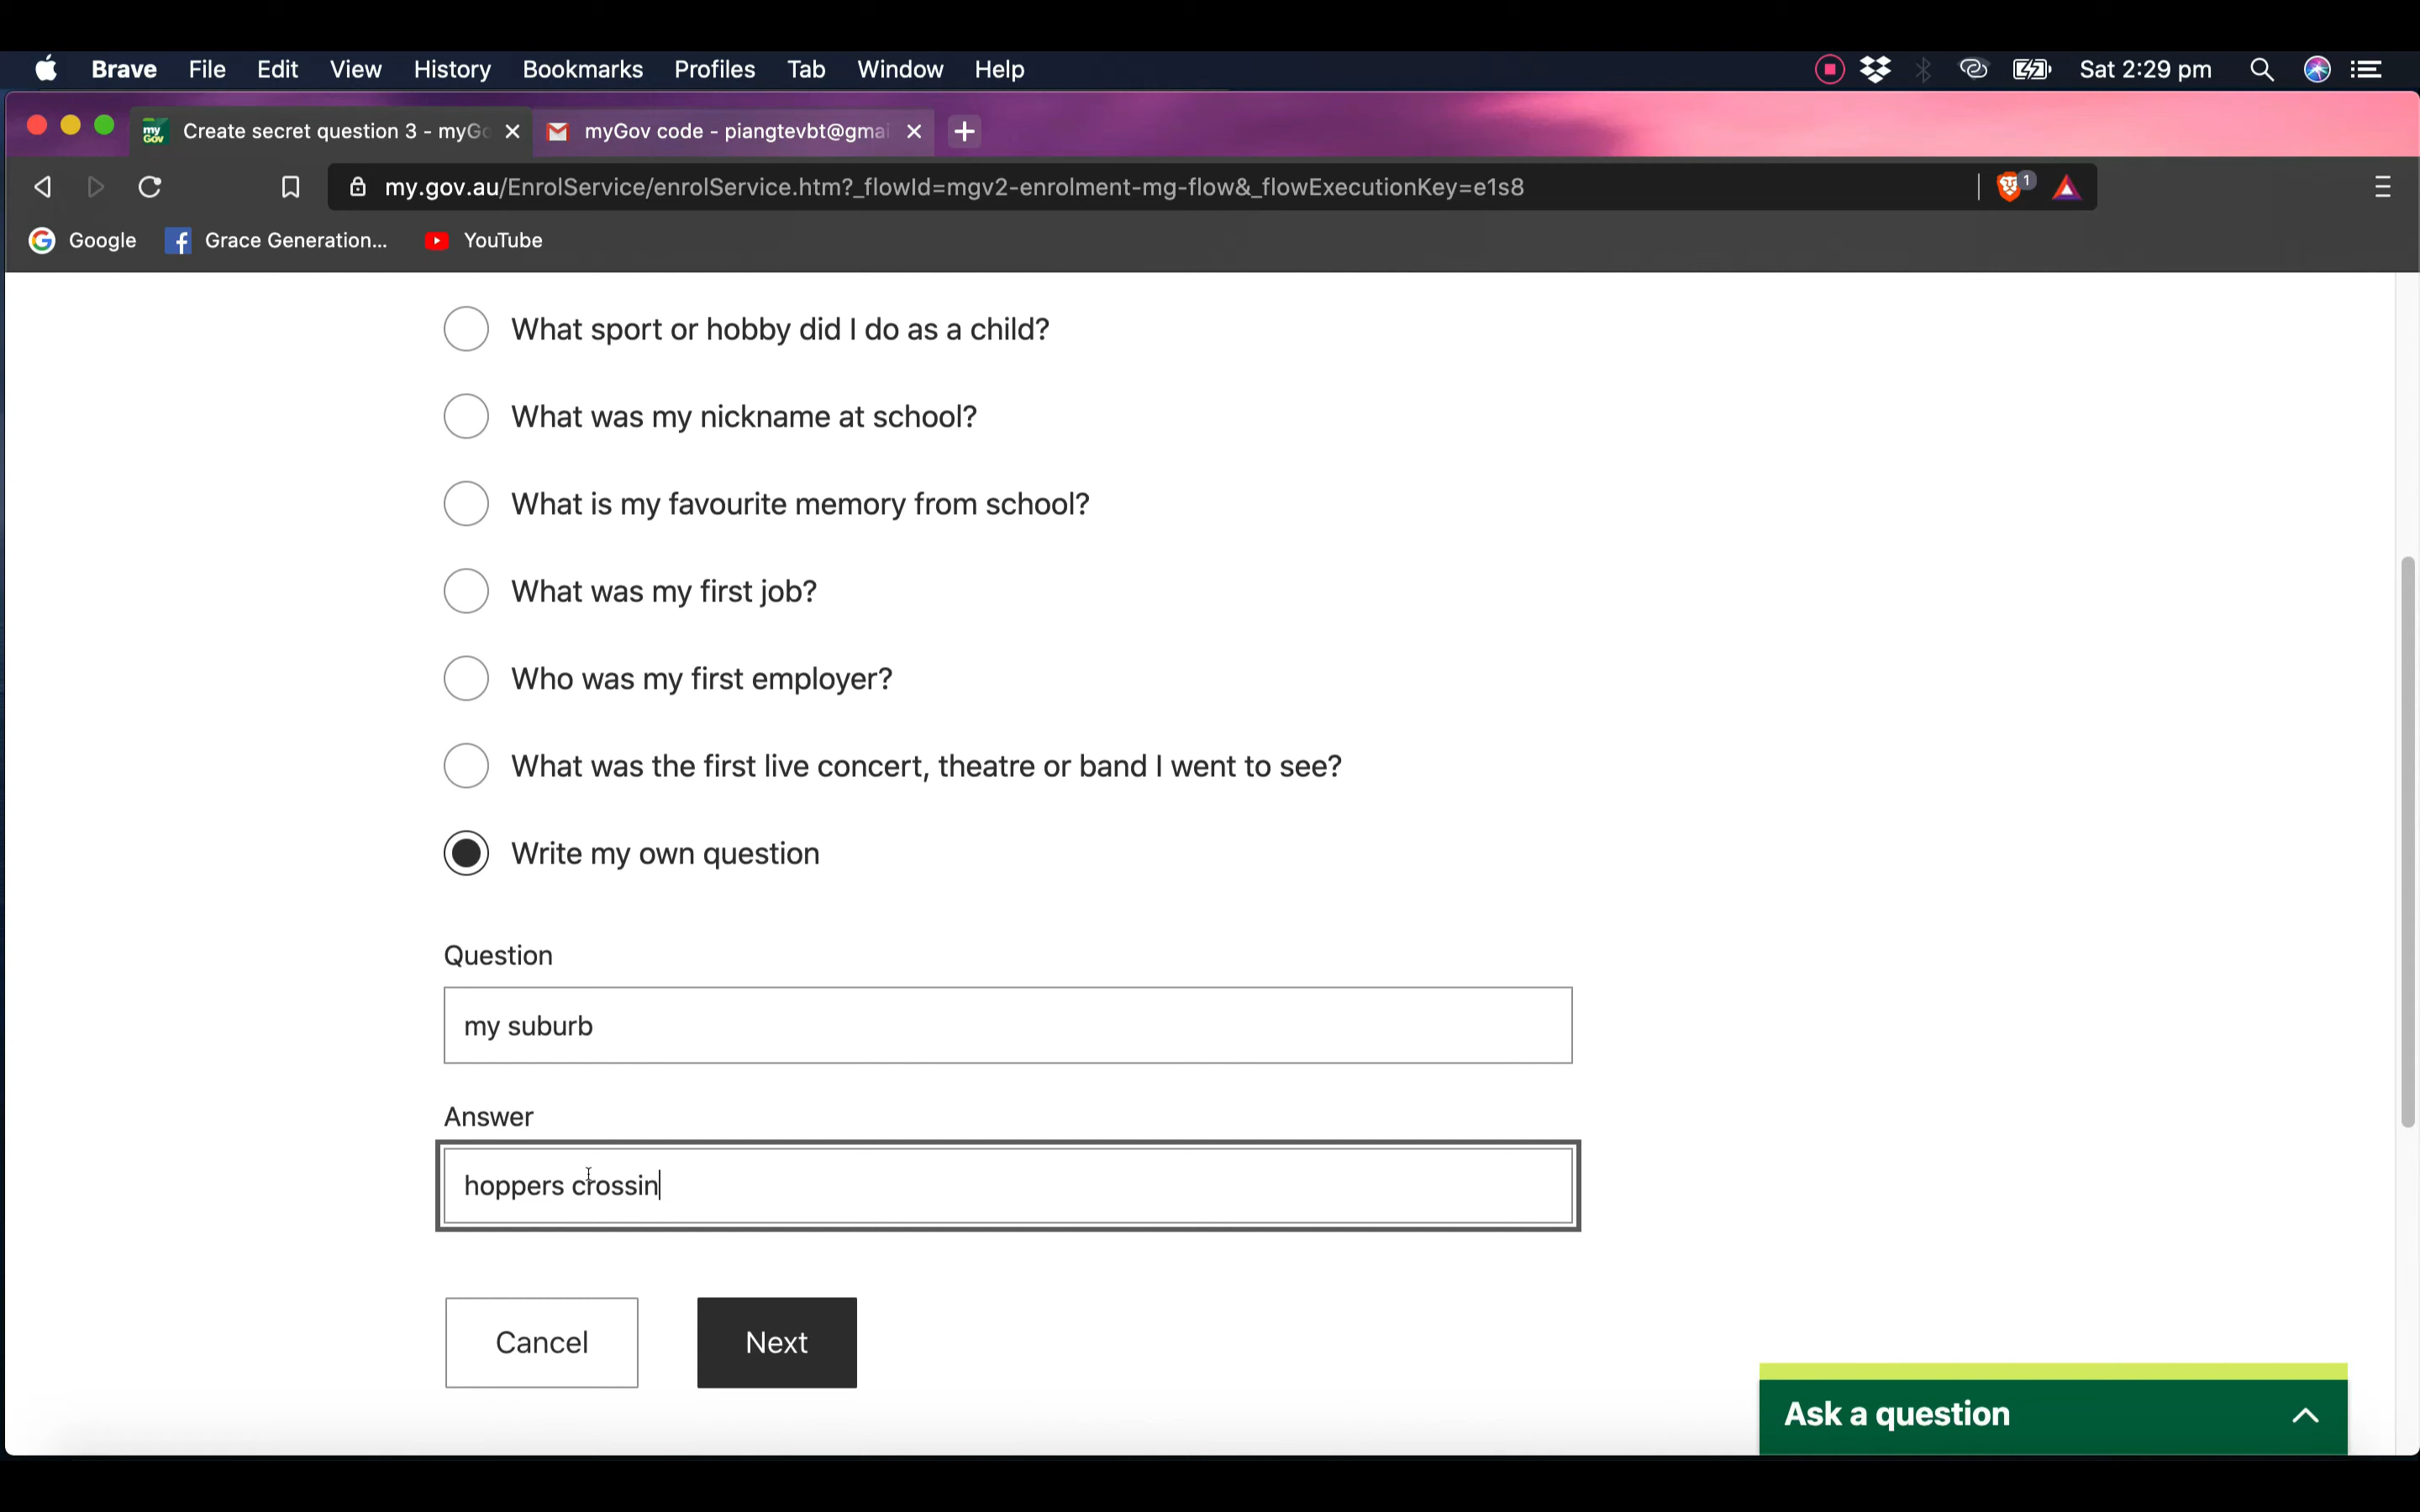 Brave File Edit View History Bookmarks Profiles Tab Window Help Sat 2:29 pm
my Gov Create secret question 3 - myGo myGov code - piangtevbt@gmai
my.gov.au/EnrolService/enrolService.htm?_flowId=mgv2-enrolment-mg-flow&_flowExecutionKey=e1s8 1
Google Grace Generation... YouTube
What sport or hobby did I do as a child?
What was my nickname at school?
What is my favourite memory from school?
What was my first job?
Who was my first employer?
What was the first live concert, theatre or band I went to see?
Write my own question
Question
my suburb
Answer
hoppers crossin
Cancel Next
Ask a question